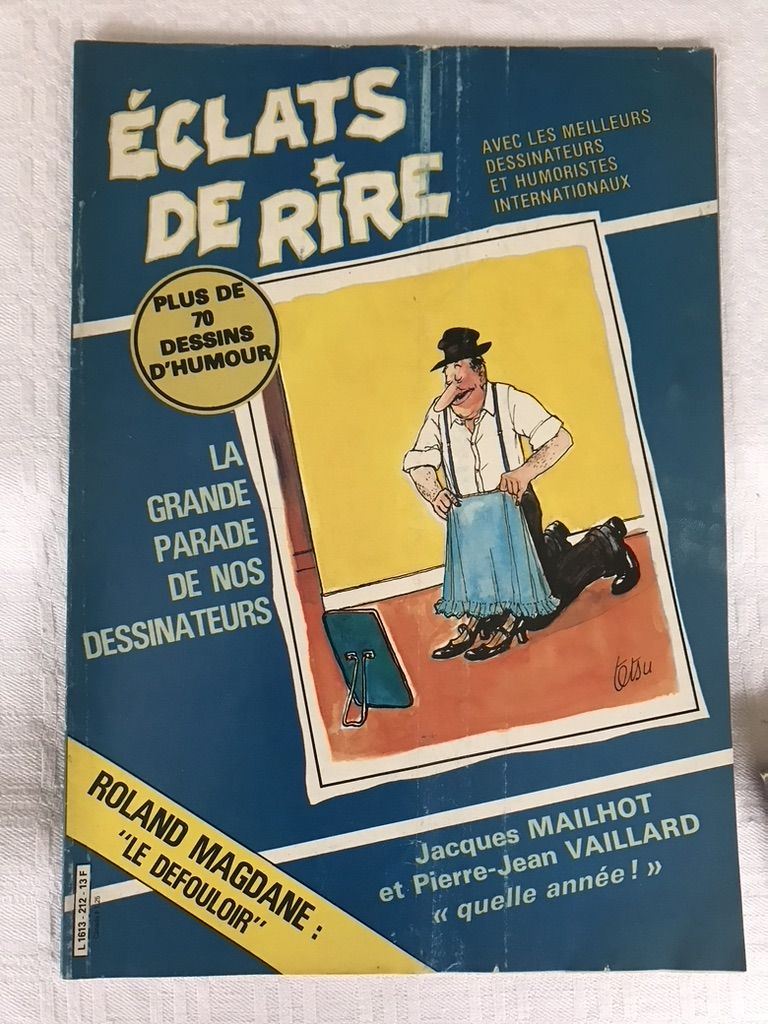 ÉCLATS
DE RIRE
AVEC LES MEILLEURS
DESSINATEURS
ET HUMORISTES
INTERNATIONAUX
PLUS DE
70
DESSINS
D'HUMOUR
LA
GRANDE
PARADE
DE NOS
DESSINATEURS
tetsu
ROLAND MAGDANE :
"LE DEFOULOIR"
Jacques MAILHOT
et Pierre-Jean VAILLARD
« quelle année ! »
L 1613 - 212 - 13 F